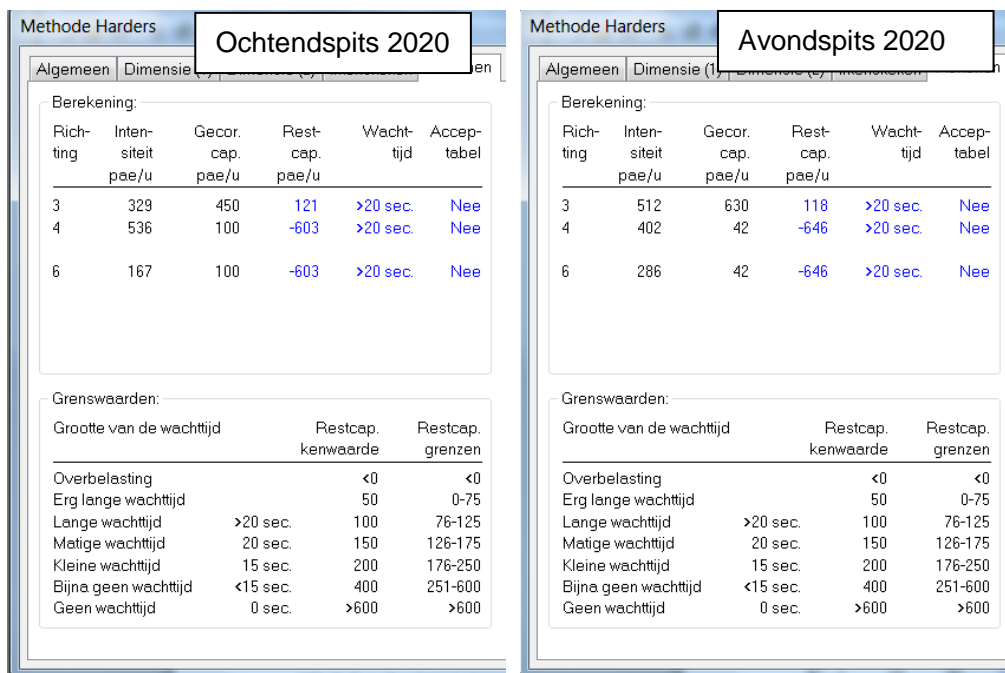 Methode Harders
Ochtendspits 2020
Algemeen Dimensie
Berekening:
Rich- Inten- Gecor. Rest- Wacht- Accep-
ting siteit cap. cap. tijd tabel
pae/u pae/u pae/u
3 329 450 121 >20 sec. Nee
4 536 100 -603 >20 sec. Nee
6 167 100 -603 >20 sec. Nee
Grenswaarden:
Grootte van de wachttijd Restcap. Restcap.
kenwaarde grenzen
Overbelasting <0 <0
Erg lange wachttijd 50 0-75
Lange wachttijd >20 sec. 100 76-125
Matige wachttijd 20 sec. 150 126-175
Kleine wachttijd 15 sec. 200 176-250
Bijna geen wachttijd <15 sec. 400 251-600
Geen wachttijd 0 sec. >600 >600
Methode Harders
Avondspits 2020
Algemeen Dimensie (1)
Berekening:
Rich- Inten- Gecor. Rest- Wacht- Accep-
ting siteit cap. cap. tijd tabel
pae/u pae/u pae/u
3 512 630 118 >20 sec. Nee
4 402 42 -646 >20 sec. Nee
6 286 42 -646 >20 sec. Nee
Grenswaarden:
Grootte van de wachttijd Restcap. Restcap.
kenwaarde grenzen
Overbelasting <0 <0
Erg lange wachttijd 50 0-75
Lange wachttijd >20 sec. 100 76-125
Matige wachttijd 20 sec. 150 126-175
Kleine wachttijd 15 sec. 200 176-250
Bijna geen wachttijd <15 sec. 400 251-600
Geen wachttijd 0 sec. >600 >600